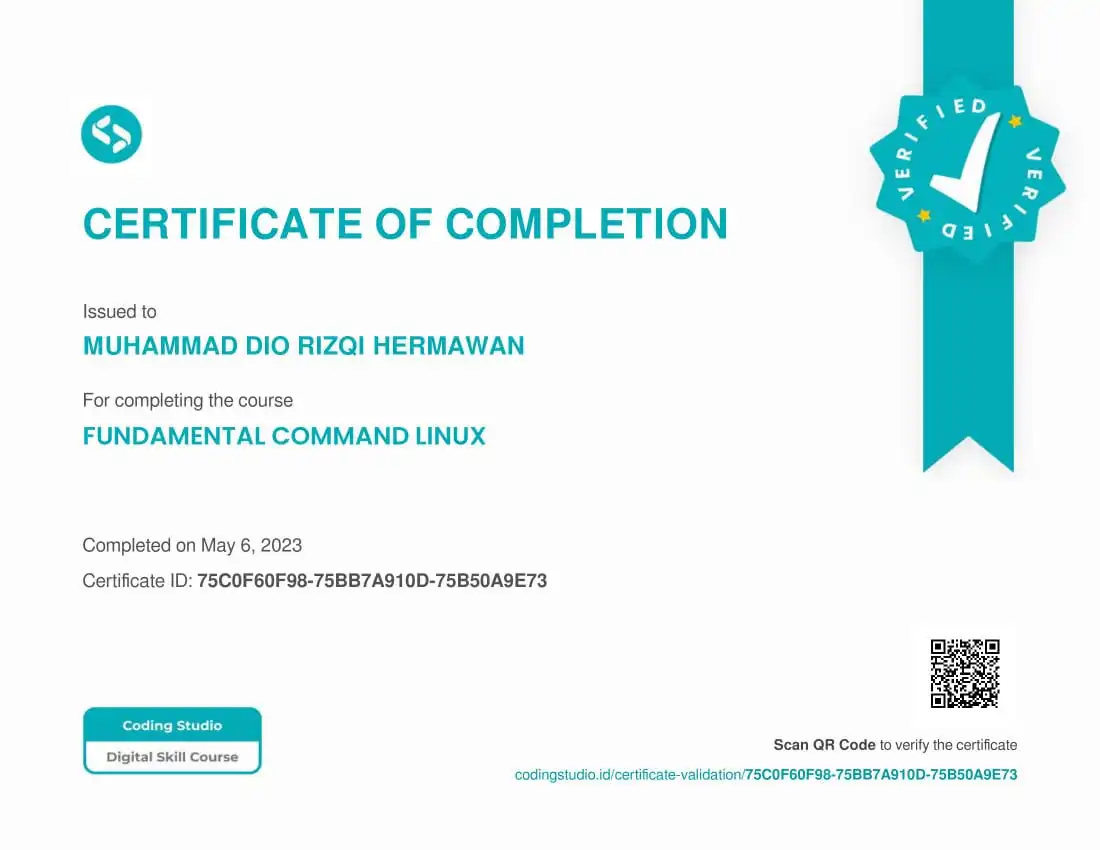 VERIFIED
VERIFIED
CERTIFICATE OF COMPLETION
Issued to
MUHAMMAD DIO RIZQI HERMAWAN
For completing the course
FUNDAMENTAL COMMAND LINUX
Completed on May 6, 2023
Certificate ID: 75C0F60F98-75BB7A910D-75B50A9E73
Coding Studio
Digital Skill Course
Scan QR Code to verify the certificate
codingstudio.id/certificate-validation/75C0F60F98-75BB7A910D-75B50A9E73